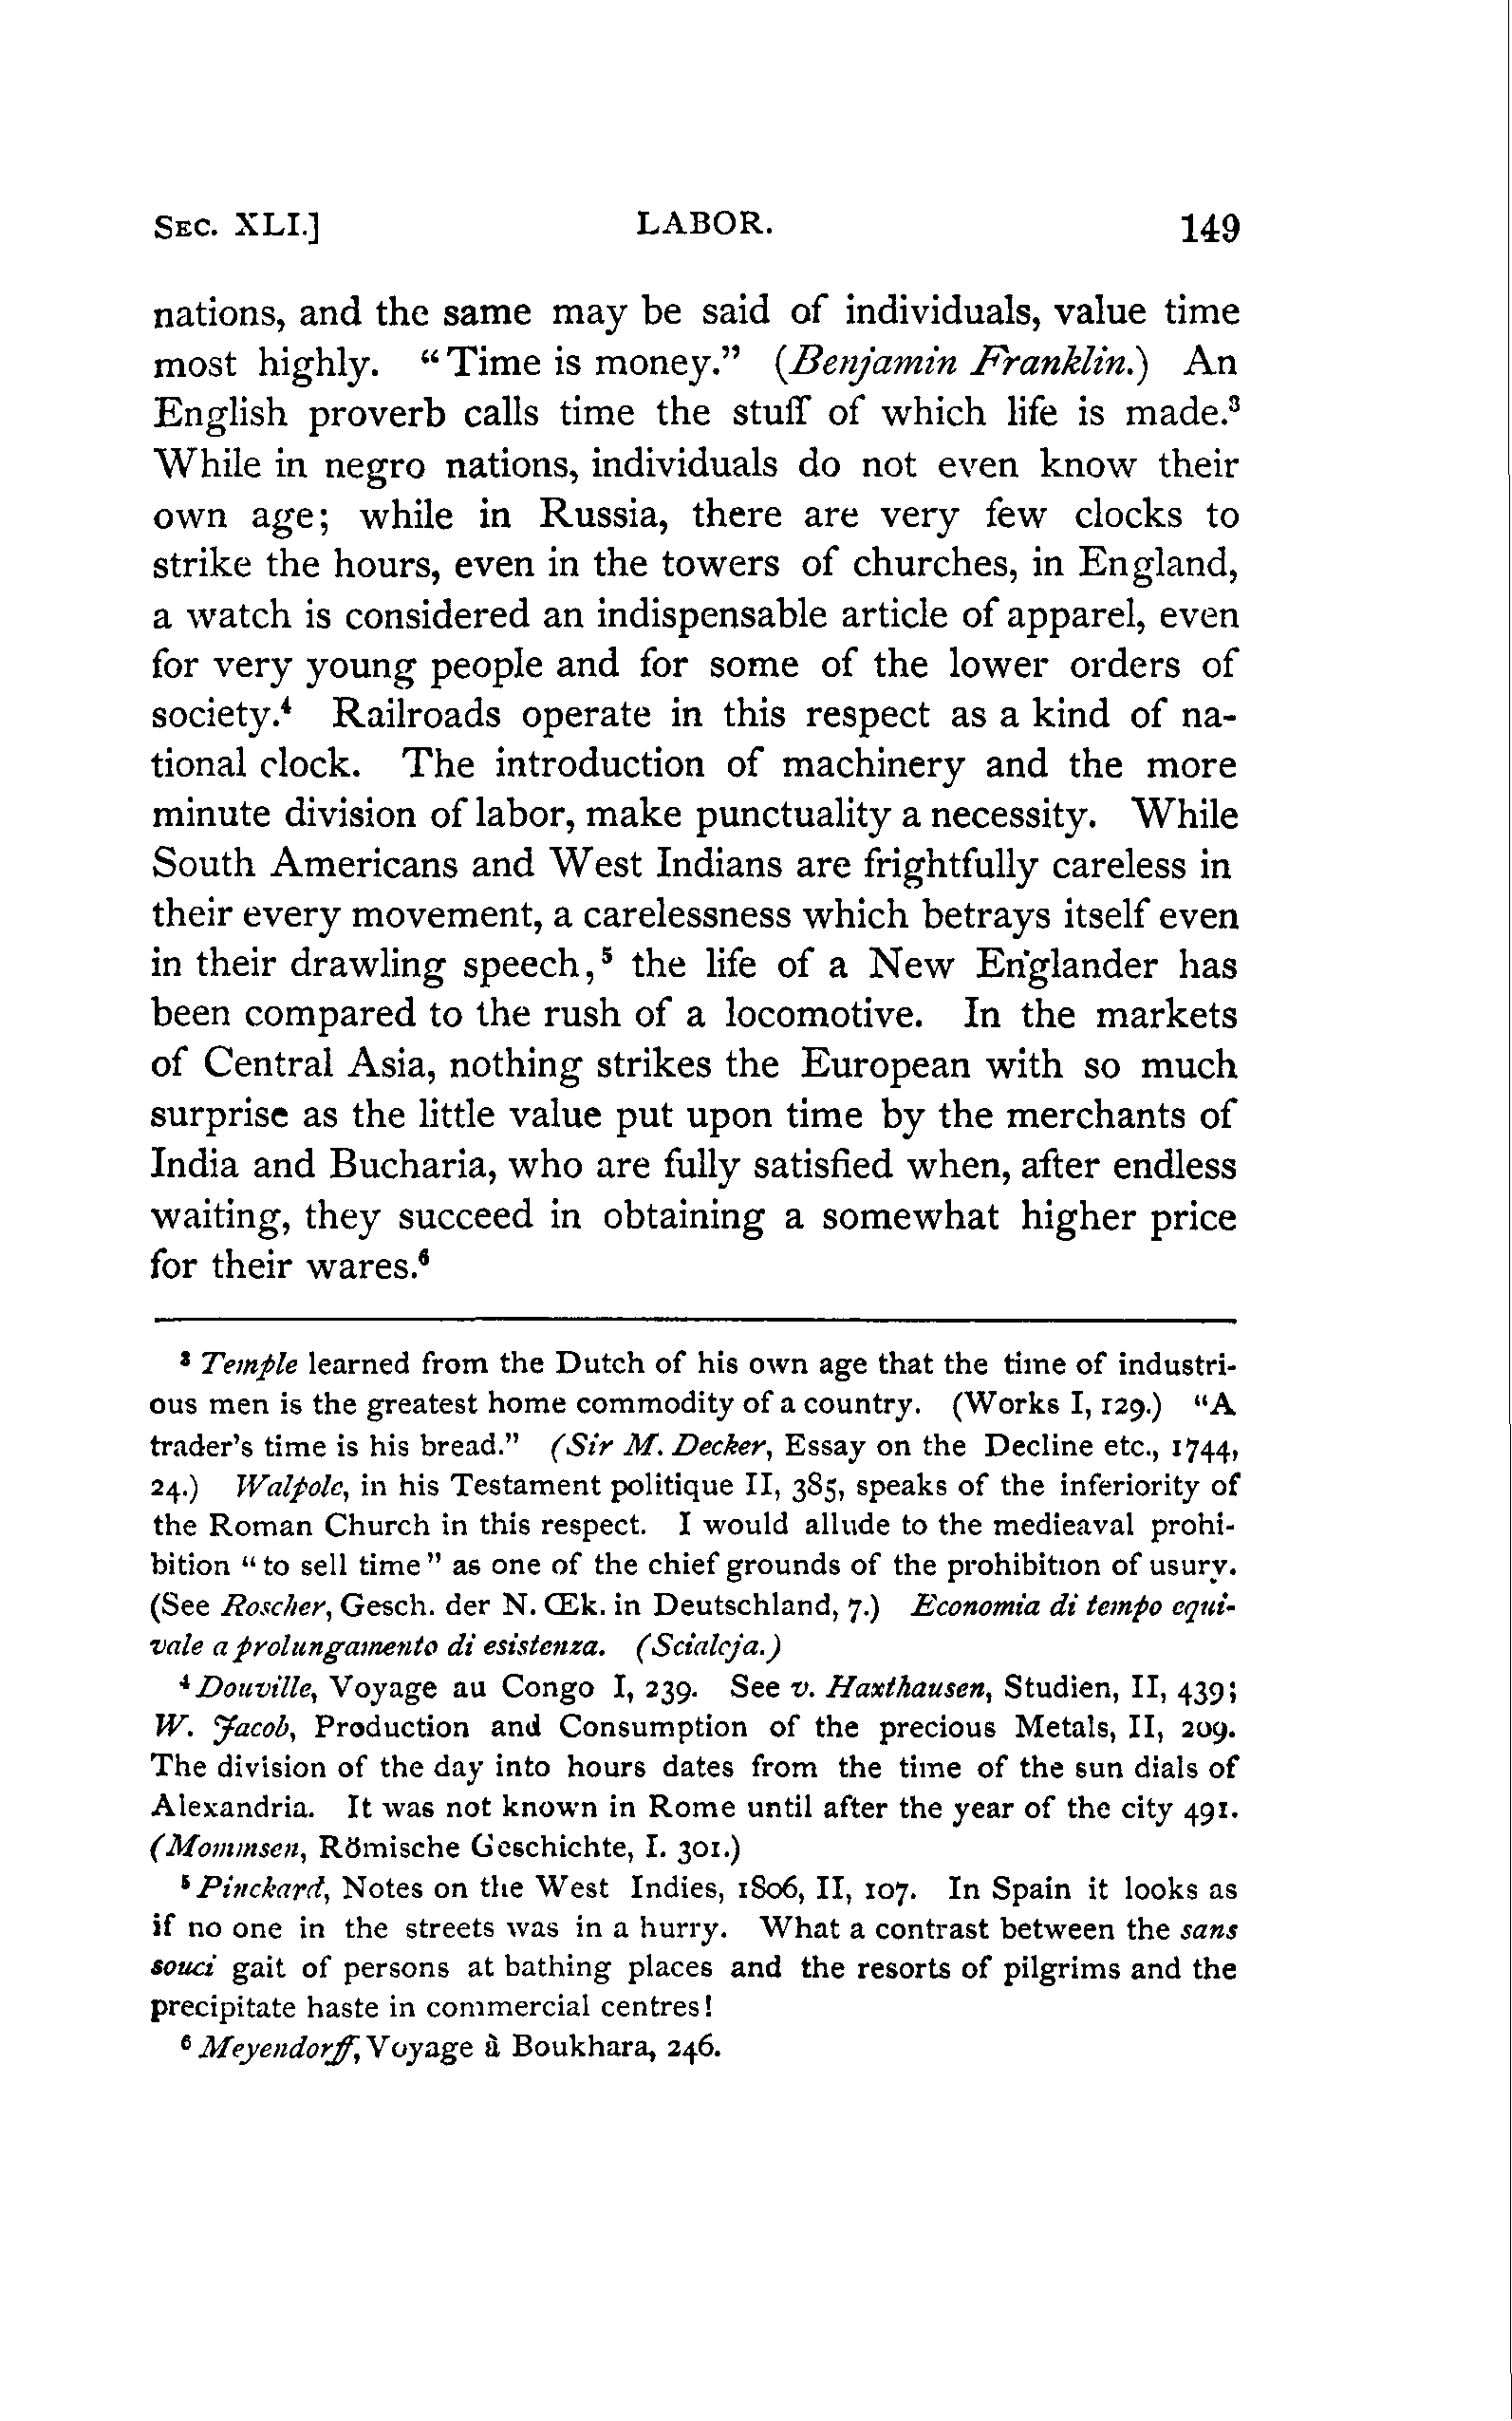 SEC. XLI.] LABOR. 149
nations, and the same may be said of individuals, value time
most highly. “Time is money.” (Benjamin Franklin.) An
English proverb calls time the stuff of which life is made.³
While in negro nations, individuals do not even know their
own age; while in Russia, there are very few clocks to
strike the hours, even in the towers of churches, in England,
a watch is considered an indispensable article of apparel, even
for very young people and for some of the lower orders of
society.⁴ Railroads operate in this respect as a kind of na-
tional clock. The introduction of machinery and the more
minute division of labor, make punctuality a necessity. While
South Americans and West Indians are frightfully careless in
their every movement, a carelessness which betrays itself even
in their drawling speech,⁵ the life of a New Englander has
been compared to the rush of a locomotive. In the markets
of Central Asia, nothing strikes the European with so much
surprise as the little value put upon time by the merchants of
India and Bucharia, who are fully satisfied when, after endless
waiting, they succeed in obtaining a somewhat higher price
for their wares.⁶
³ Temple learned from the Dutch of his own age that the time of industri-
ous men is the greatest home commodity of a country. (Works I, 129.) “A
trader's time is his bread.” (Sir M. Decker, Essay on the Decline etc., 1744,
24.) Walpole, in his Testament politique II, 385, speaks of the inferiority of
the Roman Church in this respect. I would allude to the medieaval prohi-
bition “to sell time” as one of the chief grounds of the prohibition of usury.
(See Roscher, Gesch. der N. Œk. in Deutschland, 7.) Economia di tempo equi-
vale a prolungamento di esistenza. (Scialoja.)
⁴ Douville, Voyage au Congo I, 239. See v. Haxthausen, Studien, II, 439;
W. Jacob, Production and Consumption of the precious Metals, II, 209.
The division of the day into hours dates from the time of the sun dials of
Alexandria. It was not known in Rome until after the year of the city 491.
(Mommsen, Römische Geschichte, I. 301.)
⁵ Pinckard, Notes on the West Indies, 1806, II, 107. In Spain it looks as
if no one in the streets was in a hurry. What a contrast between the sans
souci gait of persons at bathing places and the resorts of pilgrims and the
precipitate haste in commercial centres!
⁶ Meyendorff, Voyage à Boukhara, 246.